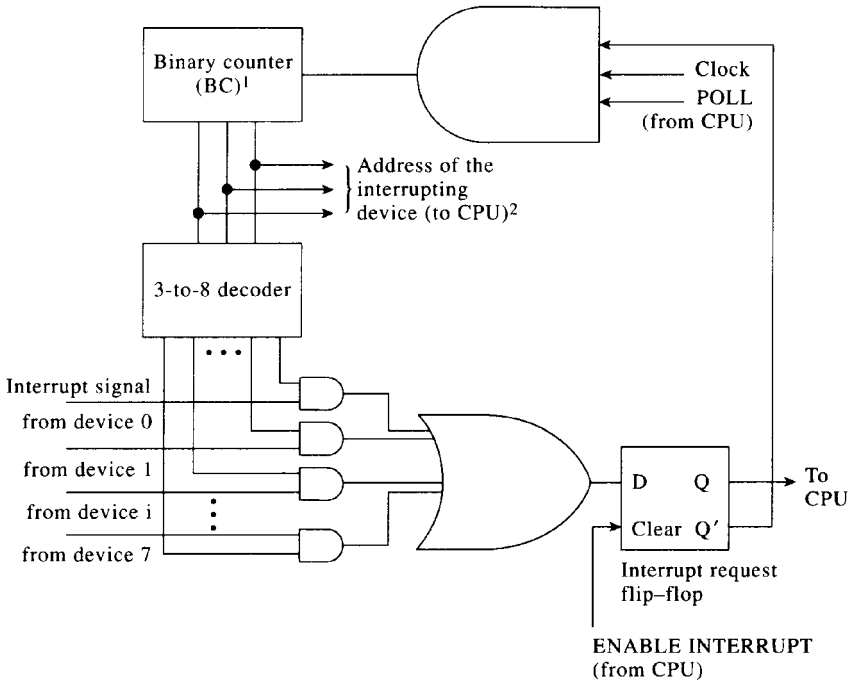 Binary counter
(BC)1
Clock
POLL
(from CPU)
Address of the
interrupting
device (to CPU)2
3-to-8 decoder
Interrupt signal
from device 0
from device 1
from device i
from device 7
D Q
Clear Q'
To
CPU
Interrupt request
flip–flop
ENABLE INTERRUPT
(from CPU)